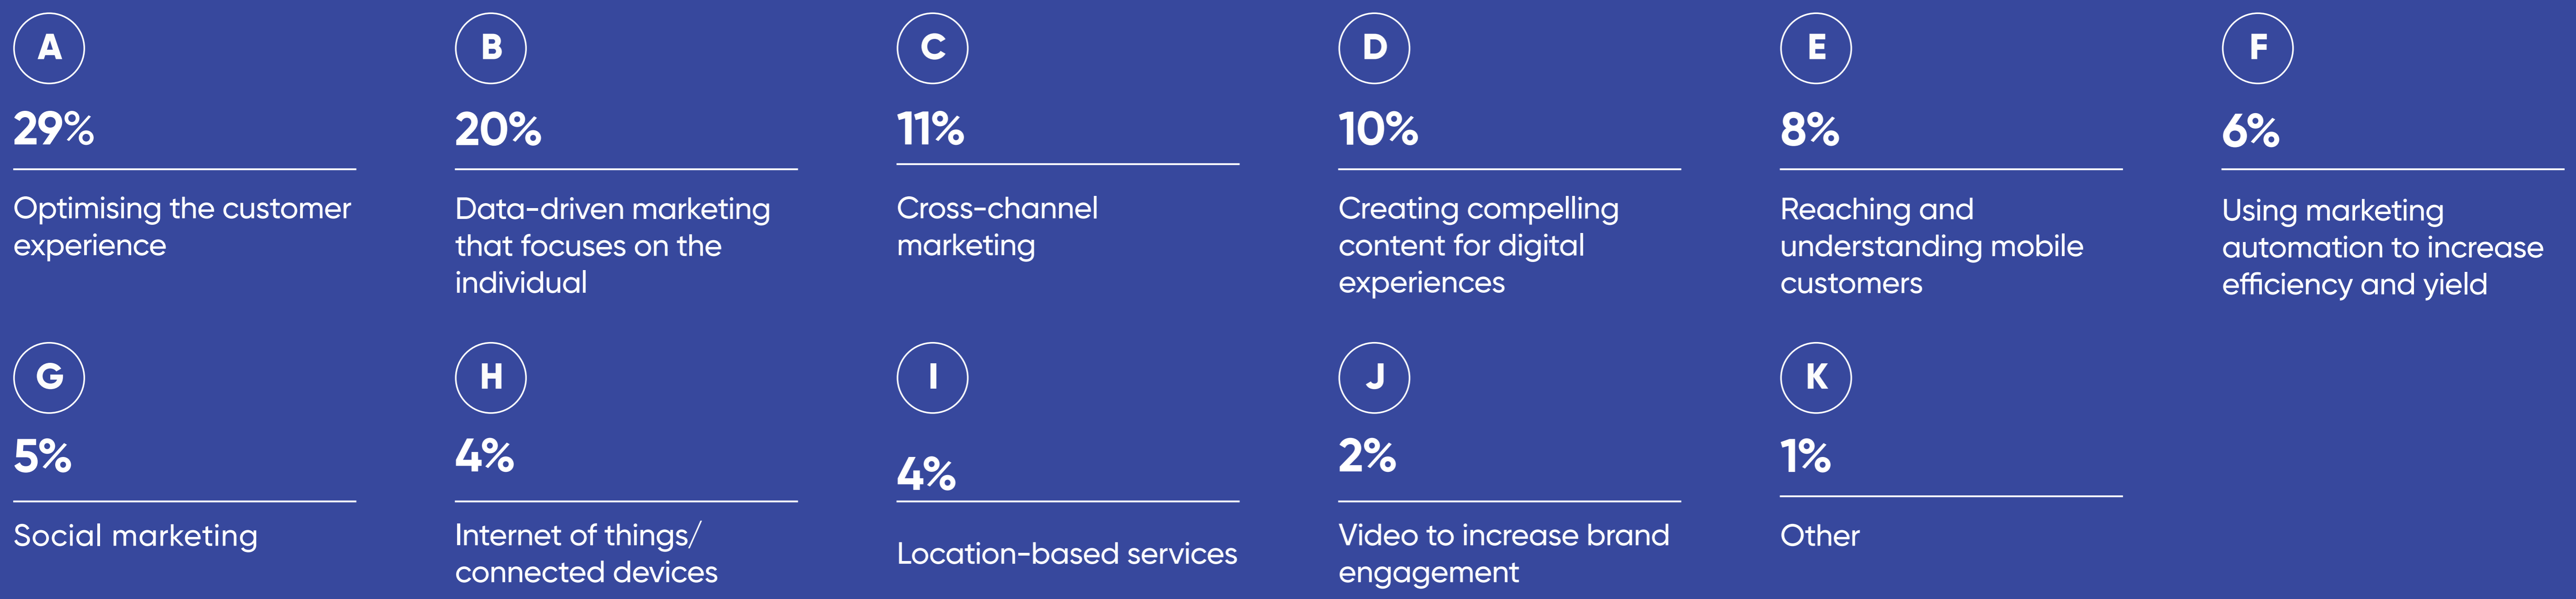 A
29%
Optimising the customer
experience
B
20%
Data-driven marketing
that focuses on the
individual
C
11%
Cross-channel
marketing
D
10%
Creating compelling
content for digital
experiences
E
8%
Reaching and
understanding mobile
customers
F
6%
Using marketing
automation to increase
efficiency and yield
G
5%
Social marketing
H
4%
Internet of things/
connected devices
I
4%
Location-based services
J
2%
Video to increase brand
engagement
K
1%
Other